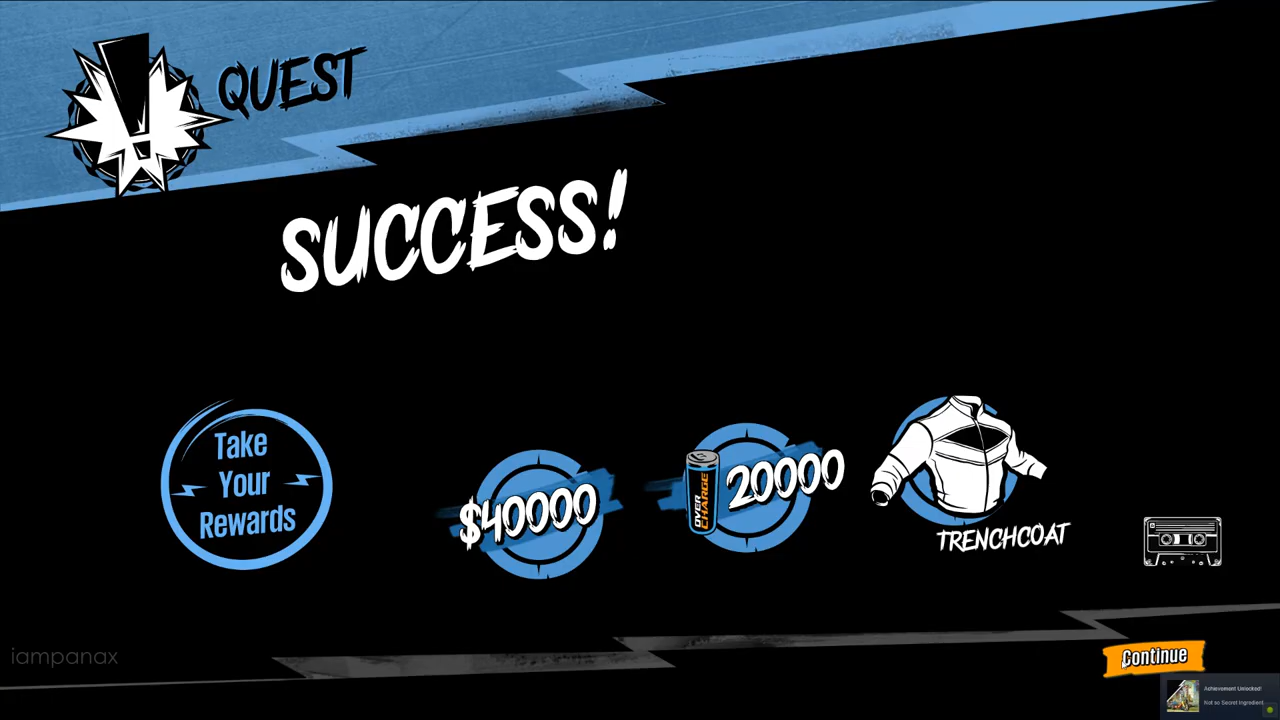 QUEST
SUCCESS!
Take
Your
Rewards
$40000
OVER
CHARGE
20000
TRENCHCOAT
iampanax
Continue
Achievement Unlocked!
Not so Secret Ingredient